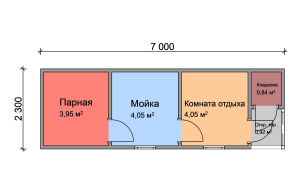 7 000
2 300
Парная
3,95 м²
Мойка
4,05 м²
Комната отдыха
4,05 м²
Кладовка
0,84 м²
0,92 м²